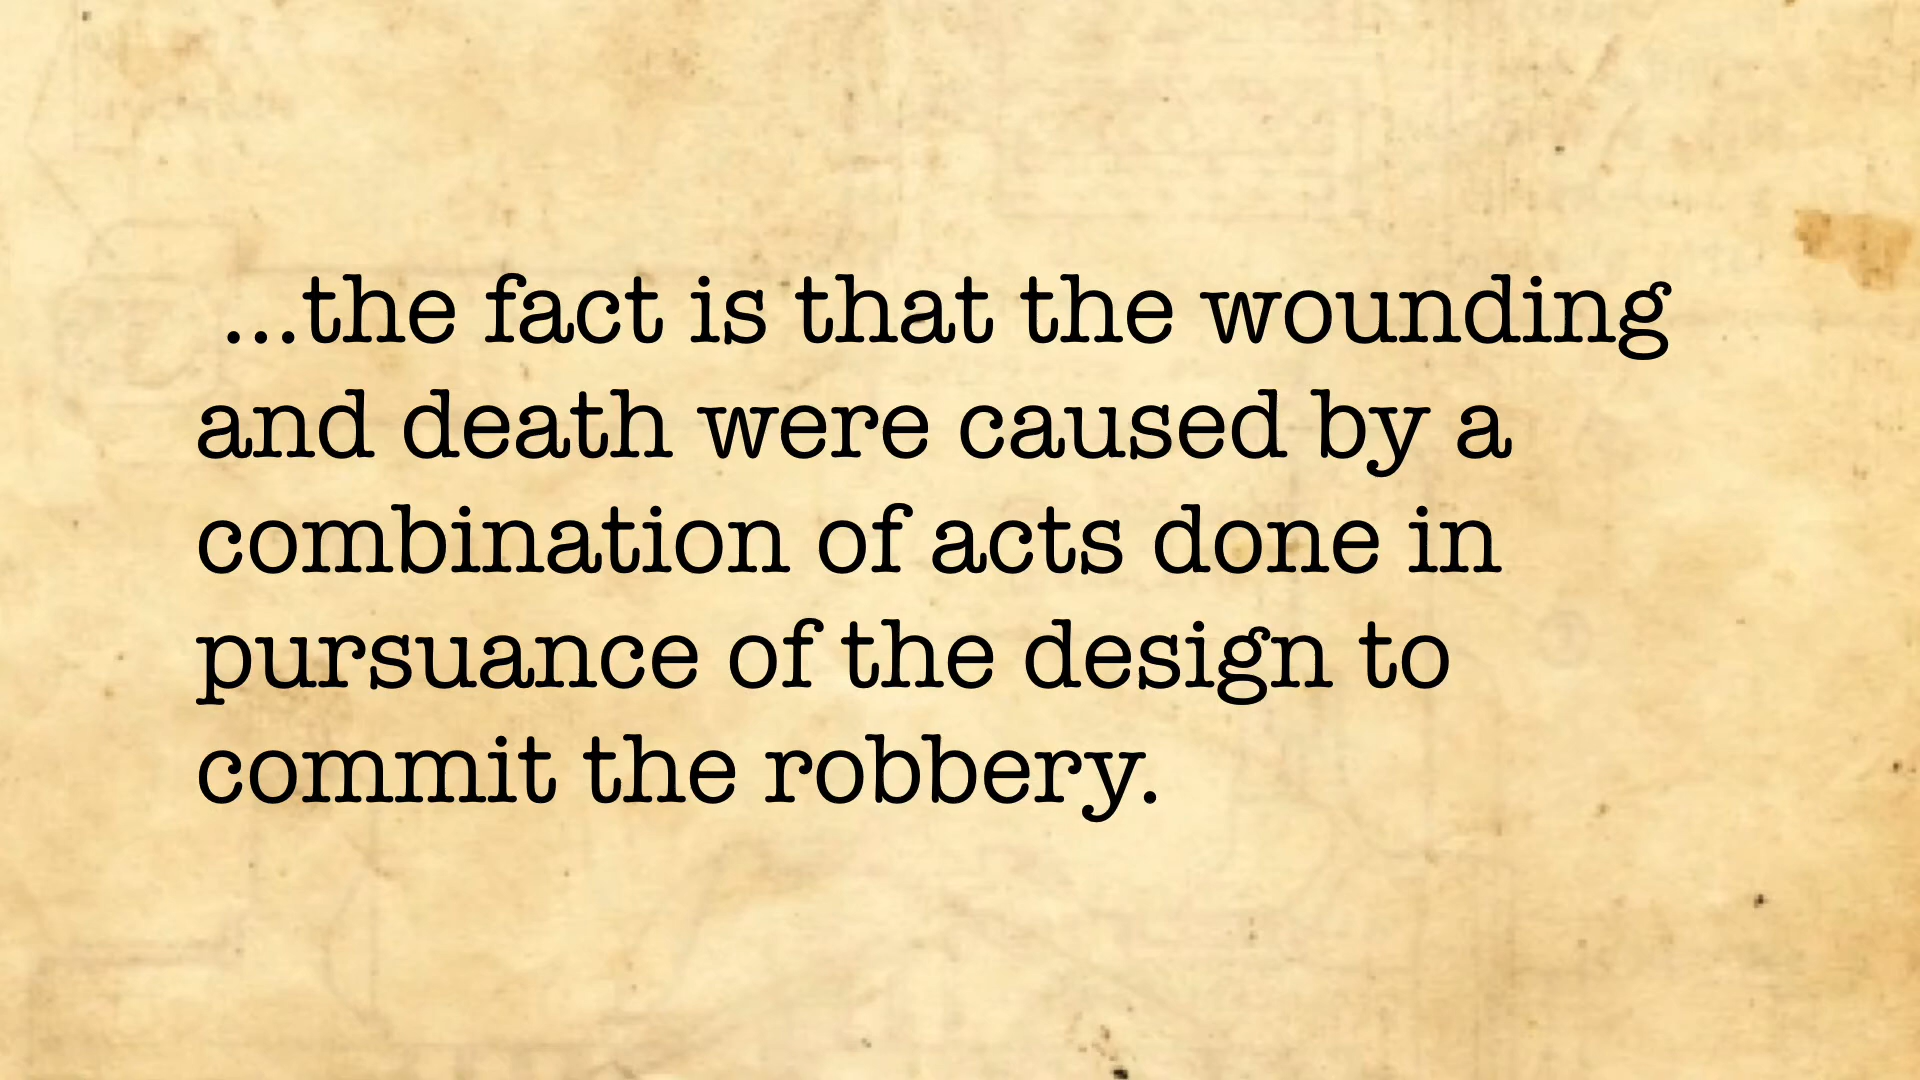 ...the fact is that the wounding
and death were caused by a
combination of acts done in
pursuance of the design to
commit the robbery.